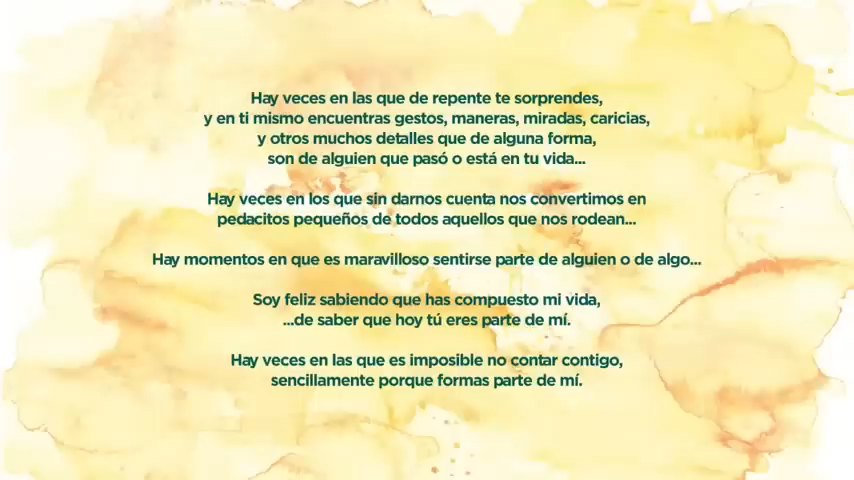 Hay veces en las que de repente te sorprendes,
y en ti mismo encuentras gestos, maneras, miradas, caricias,
y otros muchos detalles que de alguna forma,
son de alguien que pasó o está en tu vida...
Hay veces en los que sin darnos cuenta nos convertimos en
pedacitos pequeños de todos aquellos que nos rodean...
Hay momentos en que es maravilloso sentirse parte de alguien o de algo...
Soy feliz sabiendo que has compuesto mi vida,
...de saber que hoy tú eres parte de mí.
Hay veces en las que es imposible no contar contigo,
sencillamente porque formas parte de mí.